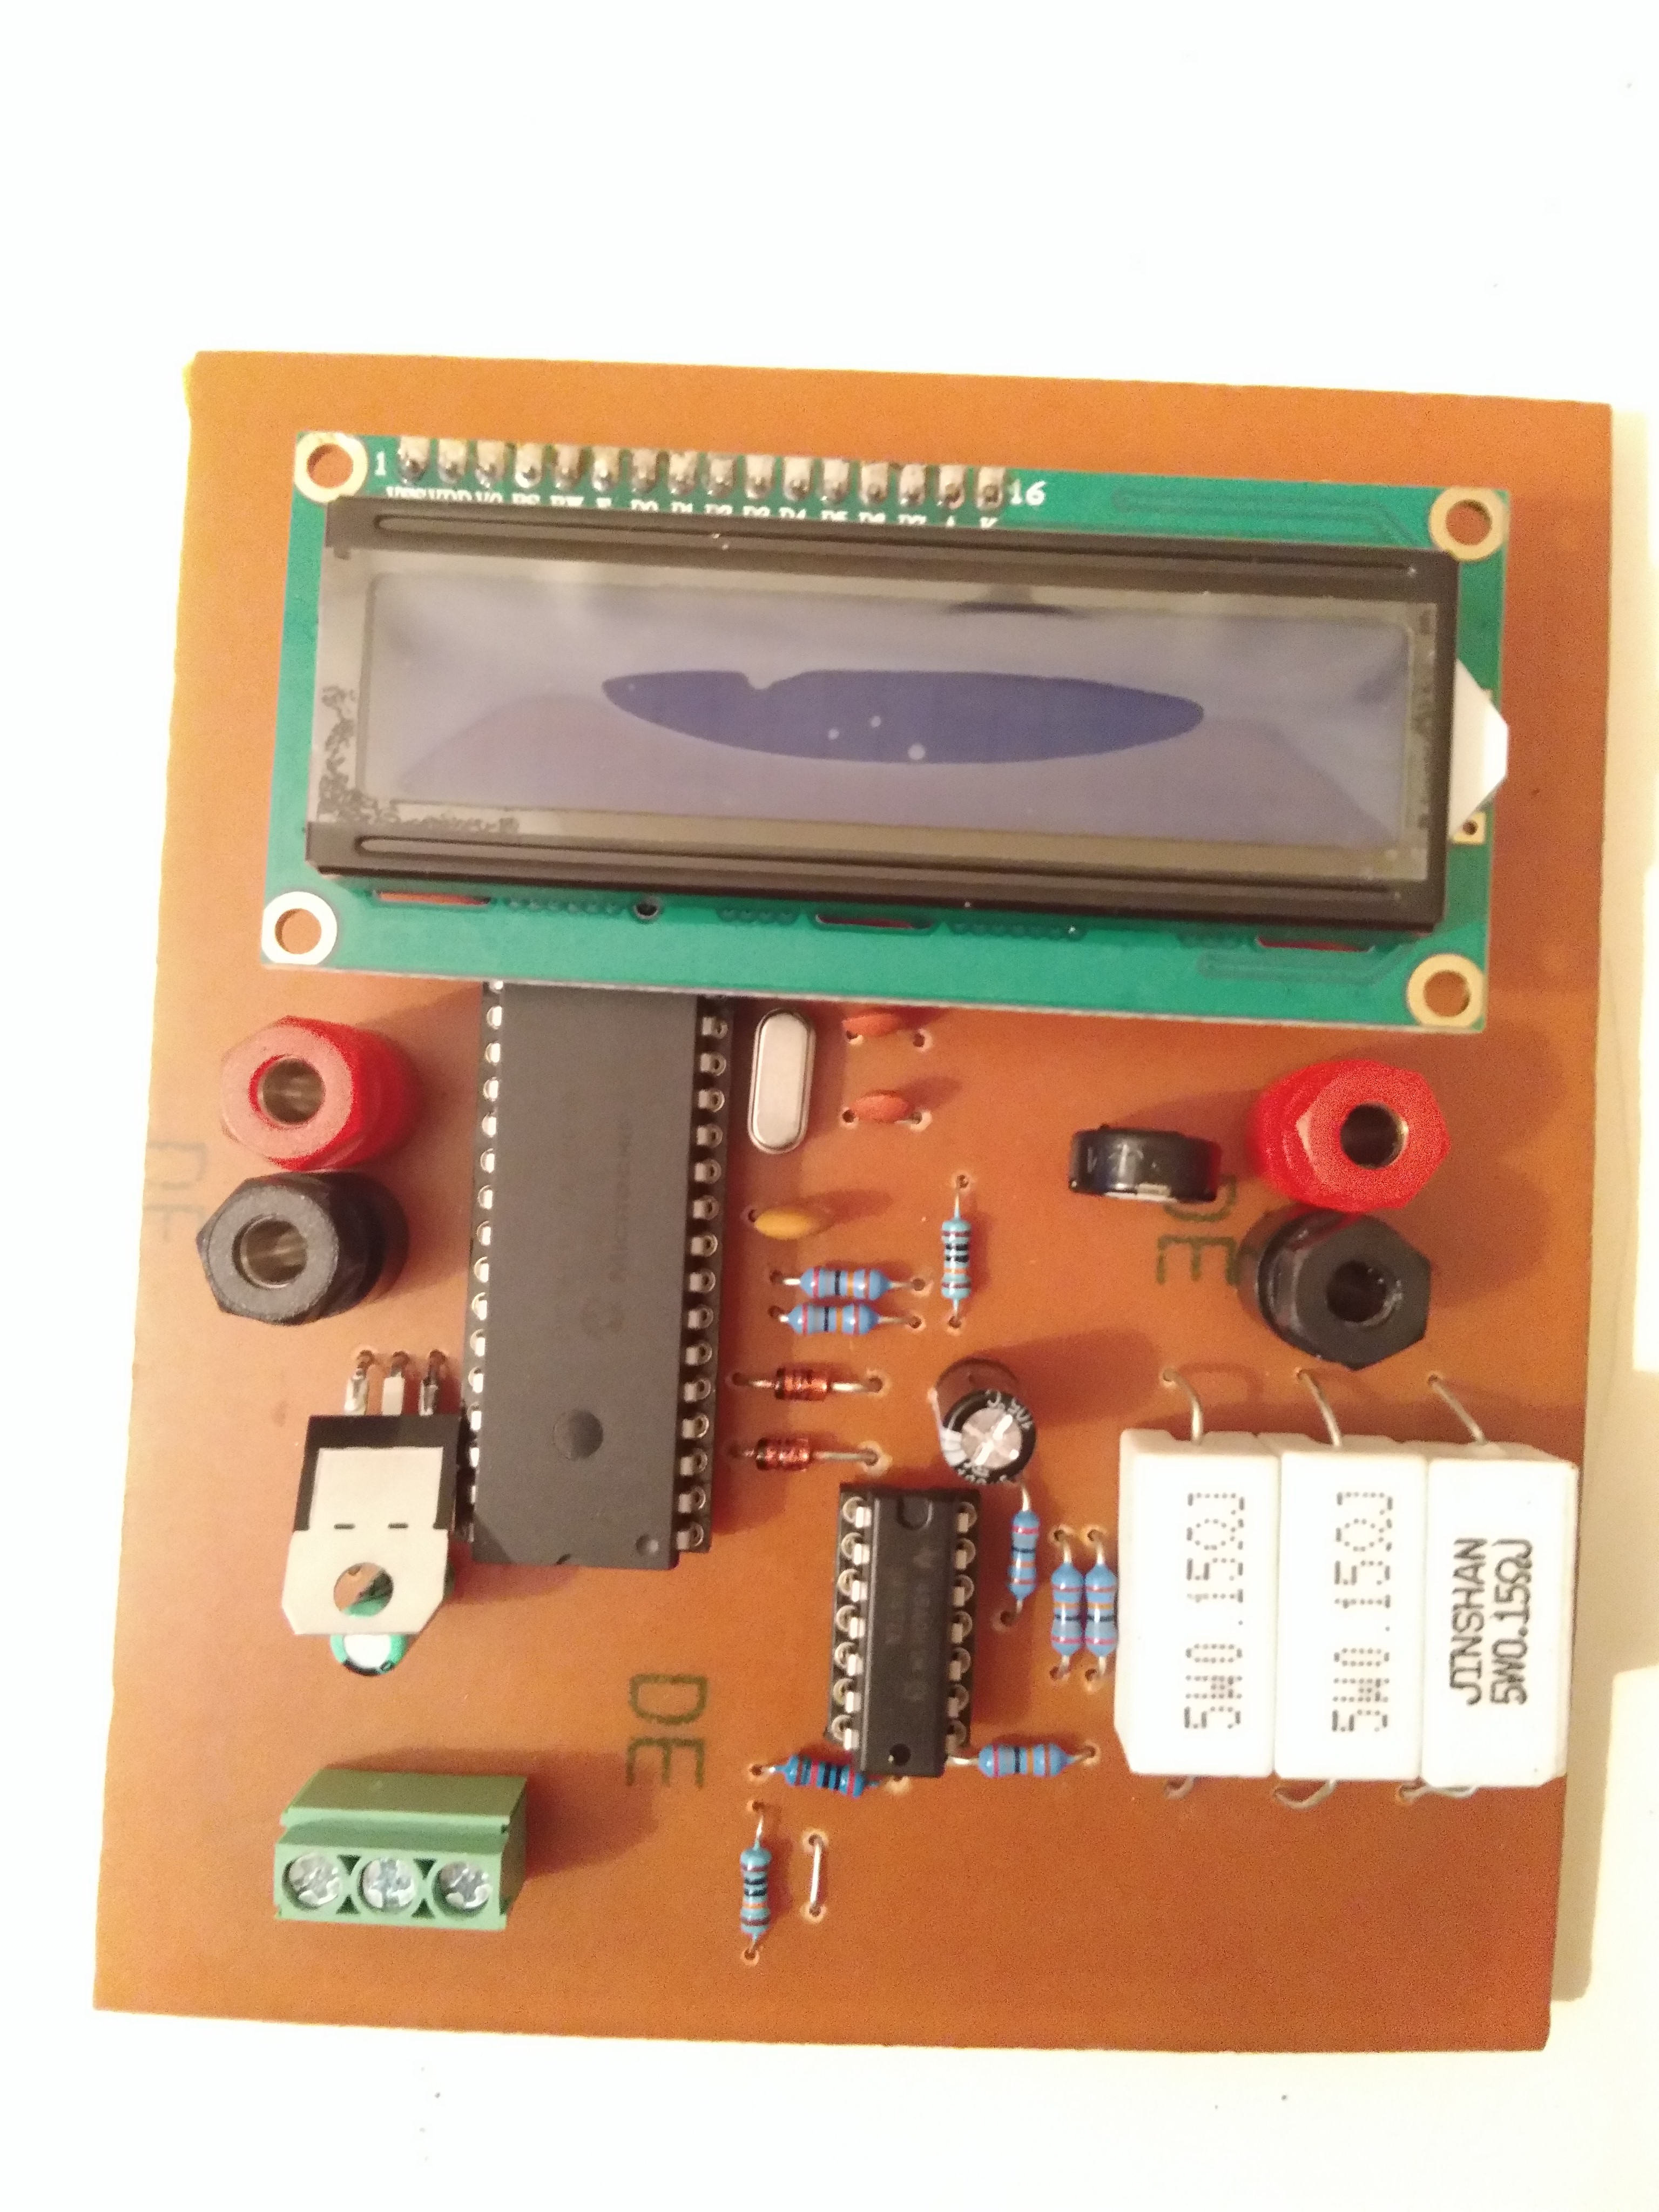 1
16
VSS VDD V0 RS RW E D0 D1 D2 D3 D4 D5 D6 D7 A K
DE
DE
5W0.15ΩJ
5W0.15ΩJ
JINSHAN
5W0.15ΩJ
DE